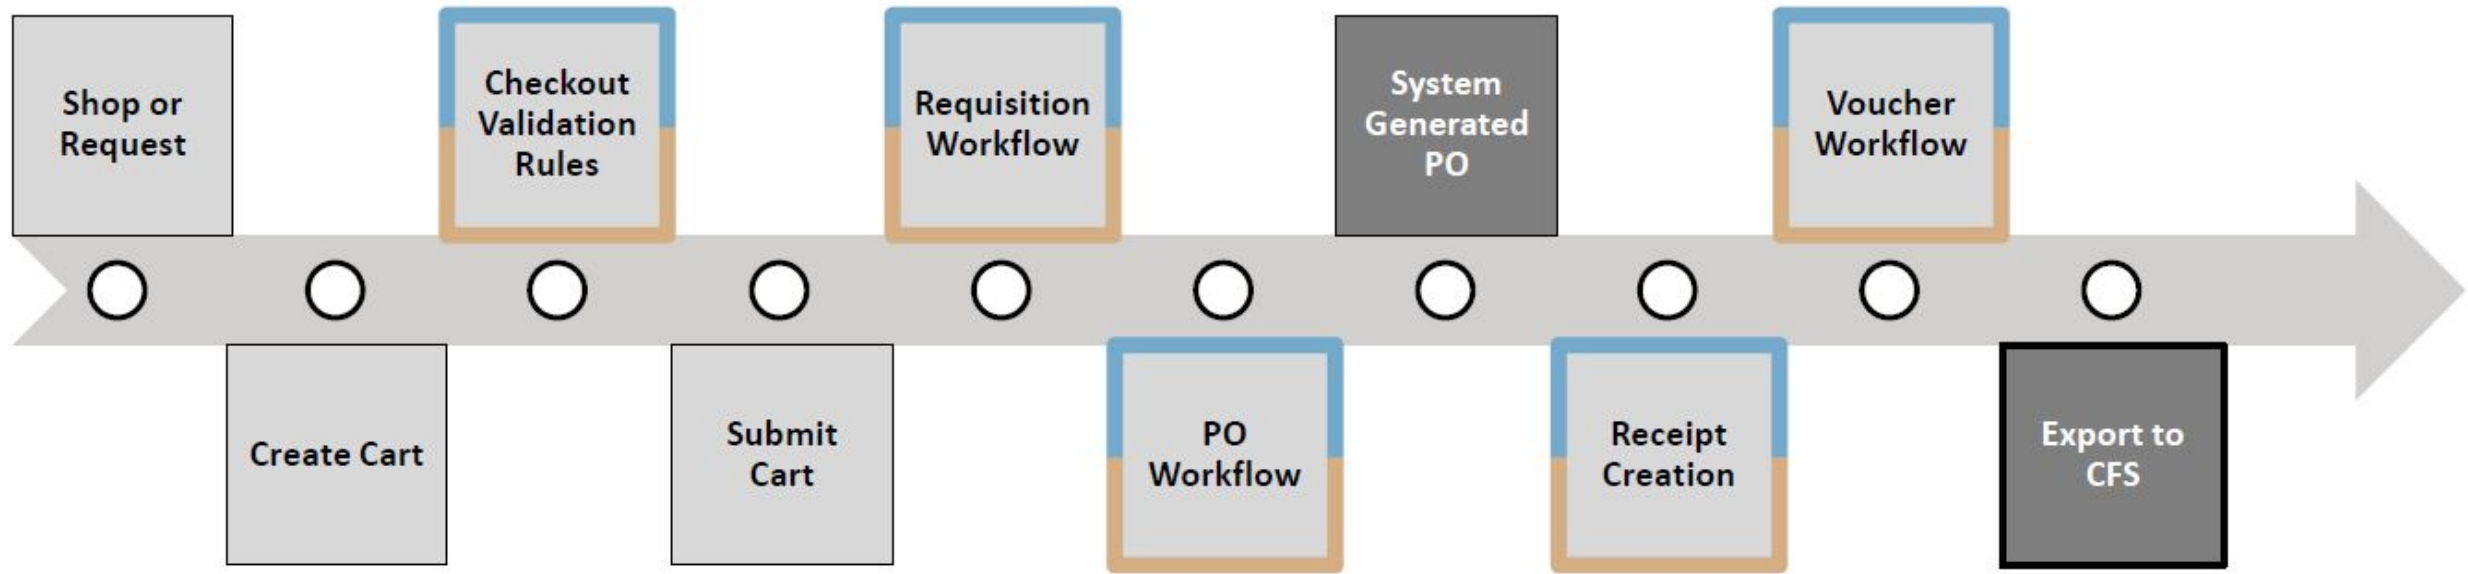 Shop or
Request
Create Cart
Checkout
Validation
Rules
Submit
Cart
Requisition
Workflow
PO
Workflow
System
Generated
PO
Receipt
Creation
Voucher
Workflow
Export to
CFS